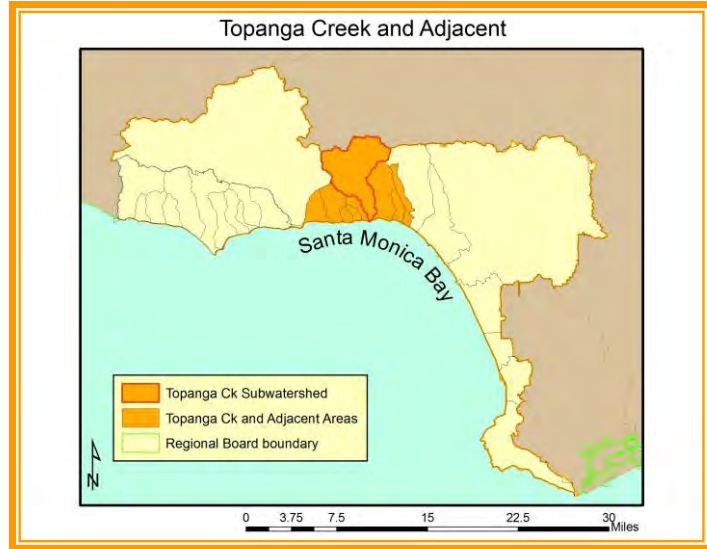 Topanga Creek and Adjacent
Santa Monica Bay
Topanga Ck Subwatershed
Topanga Ck and Adjacent Areas
Regional Board boundary
N
0 3.75 7.5 15 22.5 30
Miles